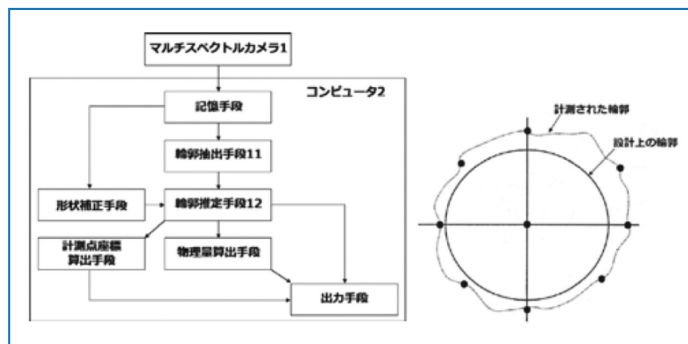 マルチスペクトルカメラ1
コンピュータ2
記憶手段
輪郭抽出手段11
形状補正手段
輪郭推定手段12
計測点座標
算出手段
物理量算出手段
出力手段
計測された輪郭
設計上の輪郭